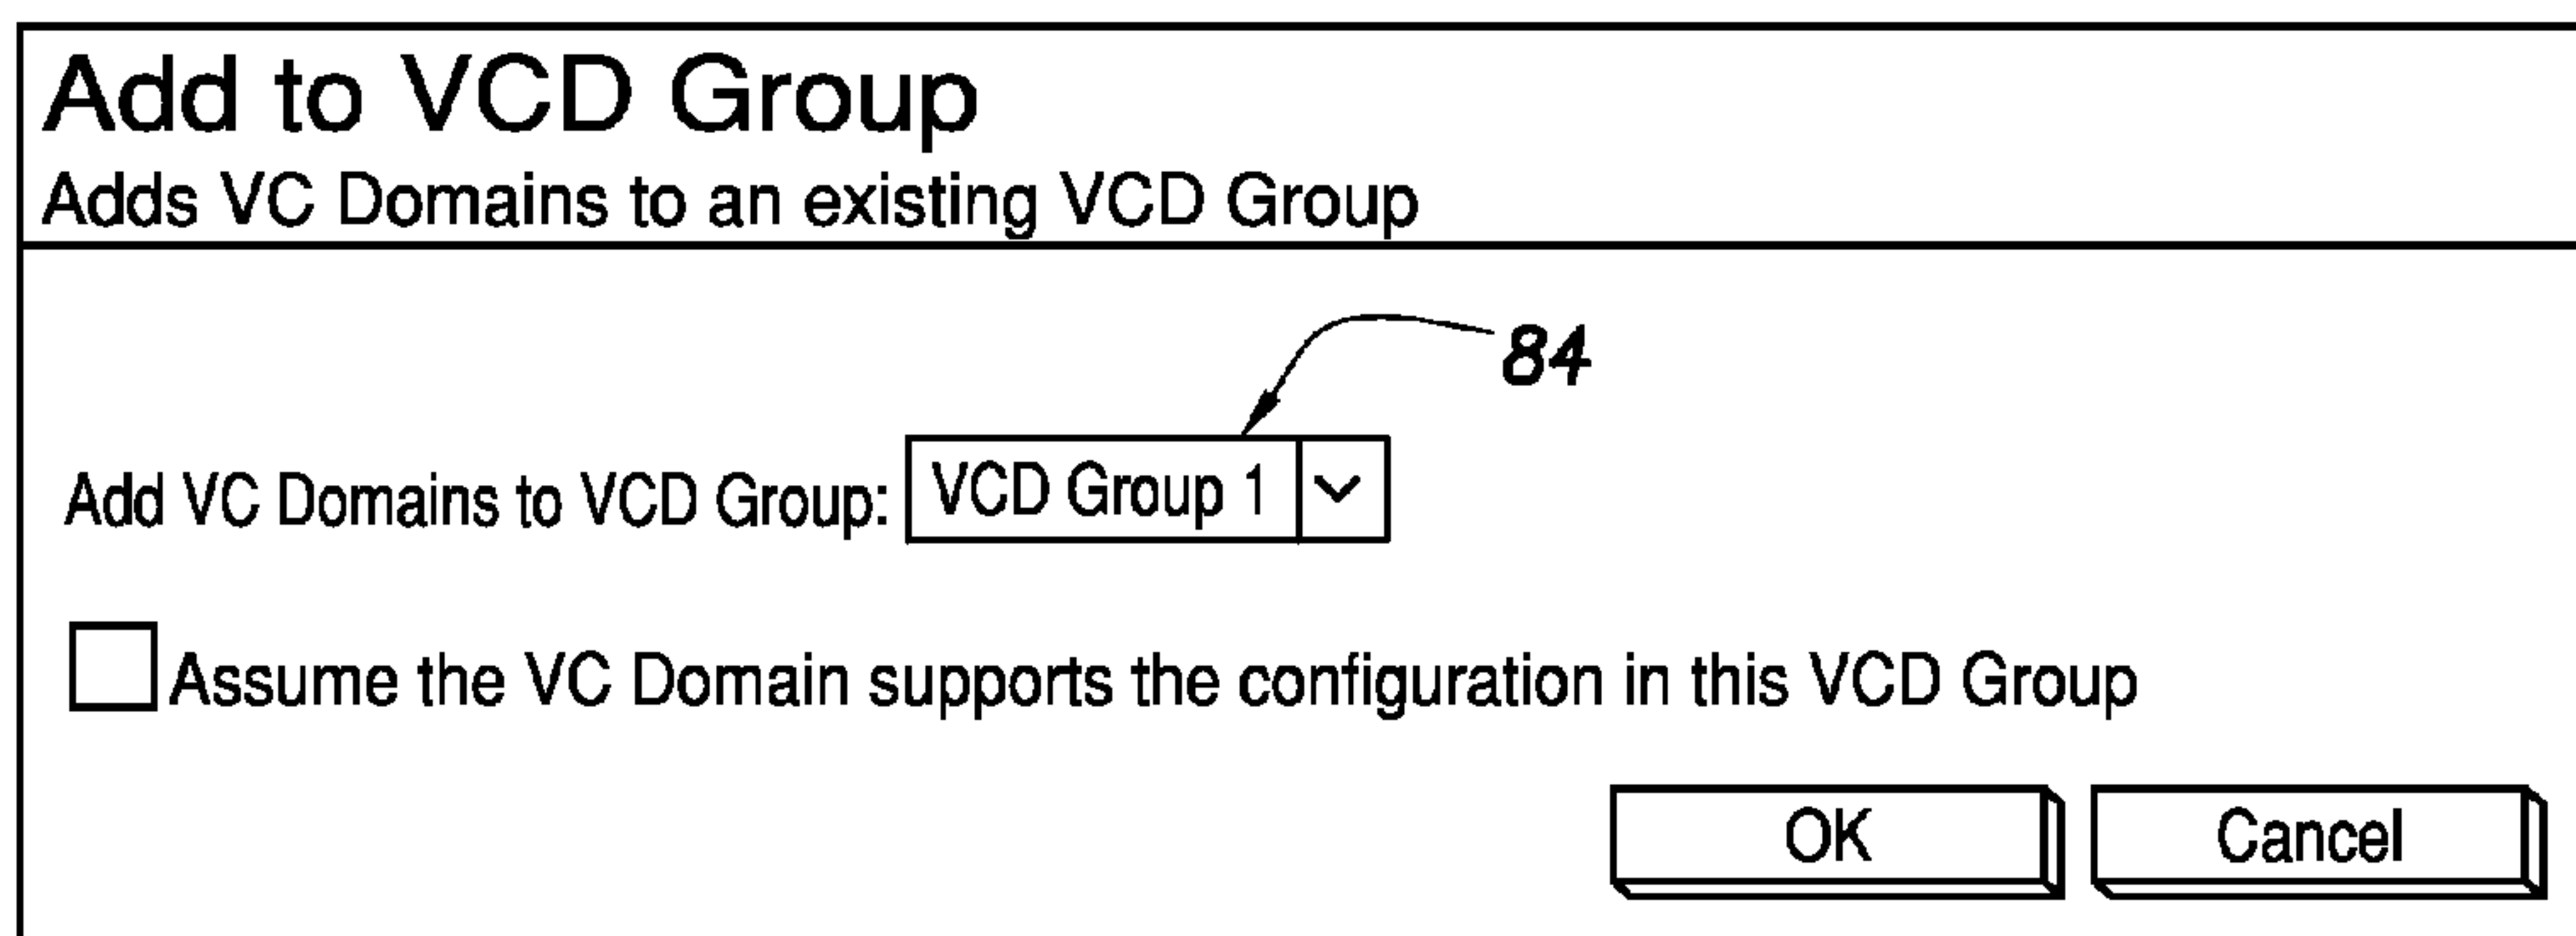 Add to VCD Group
Adds VC Domains to an existing VCD Group
84
Add VC Domains to VCD Group: VCD Group 1
Assume the VC Domain supports the configuration in this VCD Group
OK Cancel